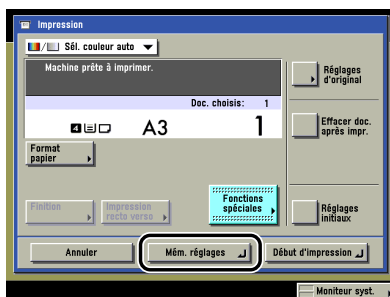 Impression
Sél. couleur auto
Machine prête à imprimer.
Réglages
d'original
Doc. choisis: 1
4 A3 1
Effacer doc.
après impr.
Format
papier
Finition
Impression
recto verso
Fonctions
spéciales
Réglages
initiaux
Annuler
Mém. réglages
Début d'impression
Moniteur syst.